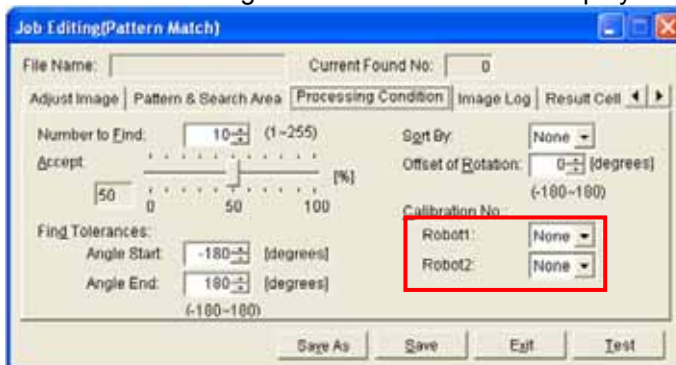 Job Editing(Pattern Match)
File Name: Current Found No: 0
Adjust Image Pattern & Search Area Processing Condition Image Log Result Cell
Number to Find: 10 (1~255) Sort By: None
Accept: Offset of Rotation: 0 [degrees]
[%] (-180~180)
50 0 50 100 Calibration No.:
Find Tolerances: Robot1: None
Angle Start: -180 [degrees] Robot2: None
Angle End: 180 [degrees]
(-180~180)
Save As Save Exit Test